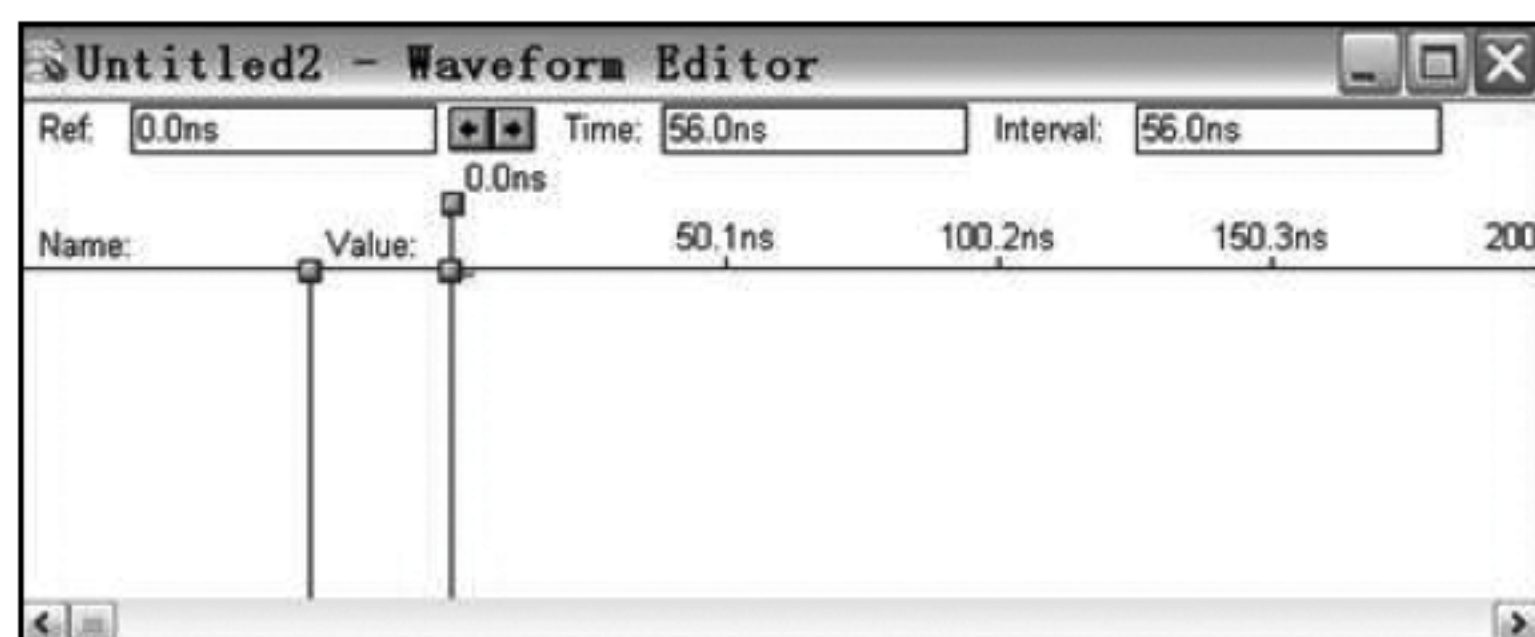 Untitled2 - Waveform Editor
Ref: 0.0ns Time: 56.0ns Interval: 56.0ns
0.0ns
Name: Value: 50.1ns 100.2ns 150.3ns 200